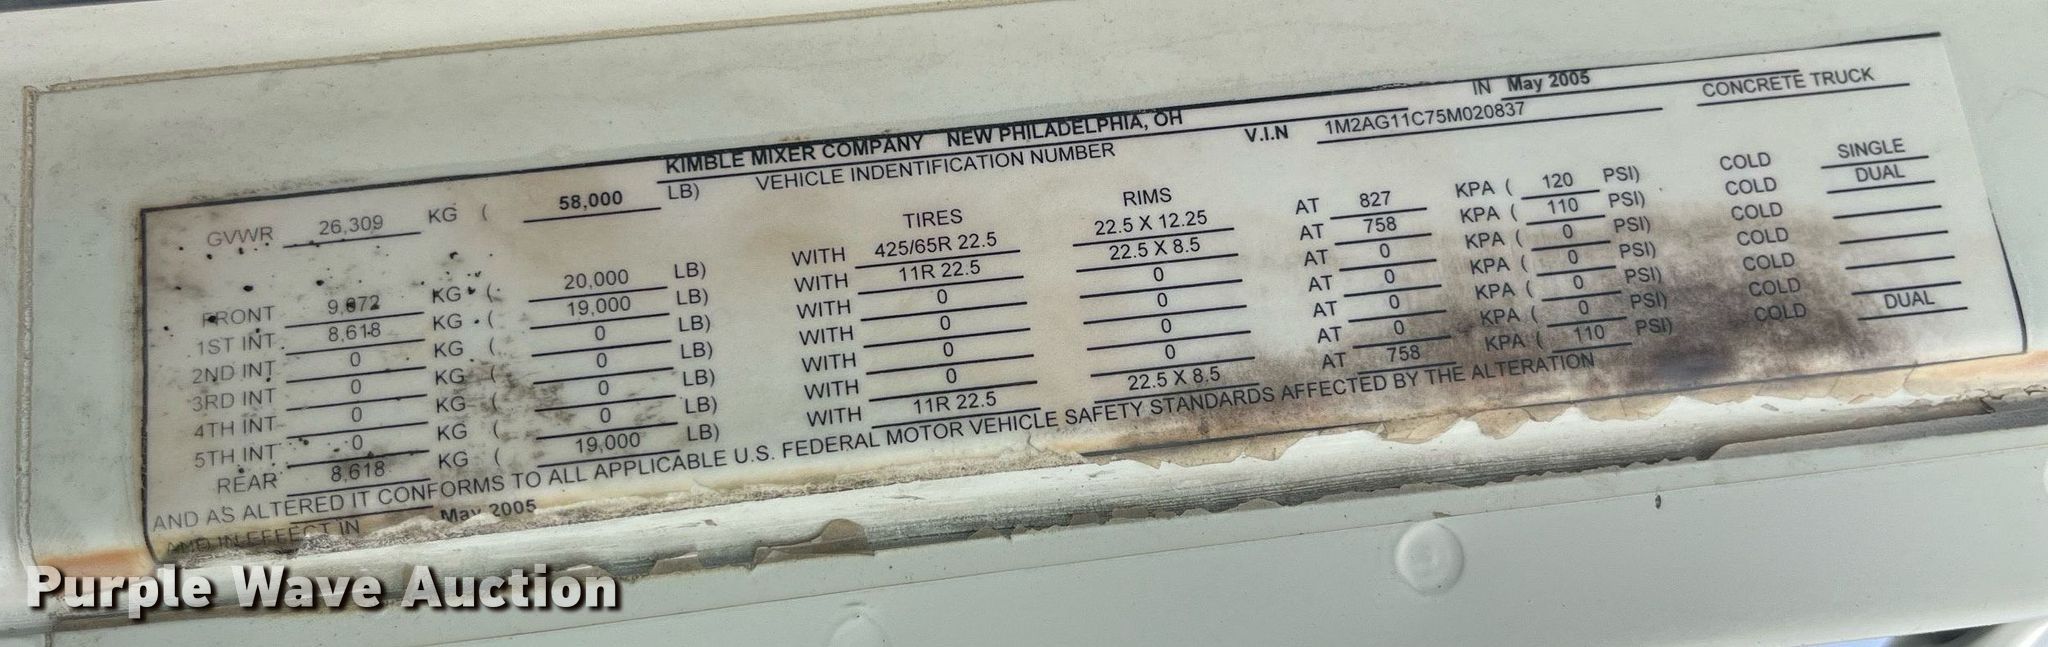 KIMBLE MIXER COMPANY NEW PHILADELPHIA, OH IN May 2005
VEHICLE INDENTIFICATION NUMBER V.I.N 1M2AG11C75M020837 CONCRETE TRUCK
GVWR 26,309 KG ( 58,000 LB)
TIRES RIMS
FRONT 9,072 KG ( 20,000 LB) WITH 425/65R 22.5 22.5 X 12.25 AT 827 KPA ( 120 PSI) COLD SINGLE
1ST INT 8,618 KG ( 19,000 LB) WITH 11R 22.5 22.5 X 8.5 AT 758 KPA ( 110 PSI) COLD DUAL
2ND INT 0 KG ( 0 LB) WITH 0 0 AT 0 KPA ( 0 PSI) COLD
3RD INT 0 KG ( 0 LB) WITH 0 0 AT 0 KPA ( 0 PSI) COLD
4TH INT 0 KG ( 0 LB) WITH 0 0 AT 0 KPA ( 0 PSI) COLD
5TH INT 0 KG ( 0 LB) WITH 0 0 AT 0 KPA ( 0 PSI) COLD
REAR 8,618 KG ( 19,000 LB) WITH 11R 22.5 22.5 X 8.5 AT 758 KPA ( 110 PSI) COLD DUAL
AND AS ALTERED IT CONFORMS TO ALL APPLICABLE U.S. FEDERAL MOTOR VEHICLE SAFETY STANDARDS AFFECTED BY THE ALTERATION
AND IN EFFECT IN May 2005
Purple Wave Auction